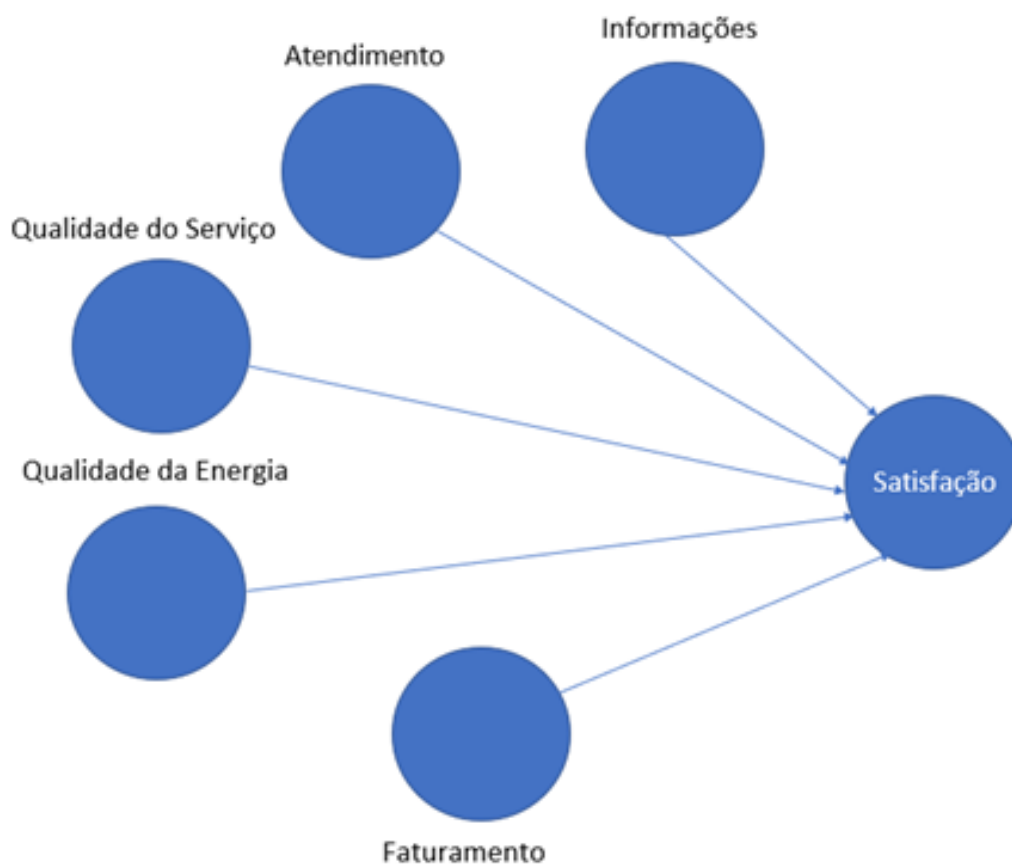 Informações
Atendimento
Qualidade do Serviço
Qualidade da Energia
Satisfação
Faturamento